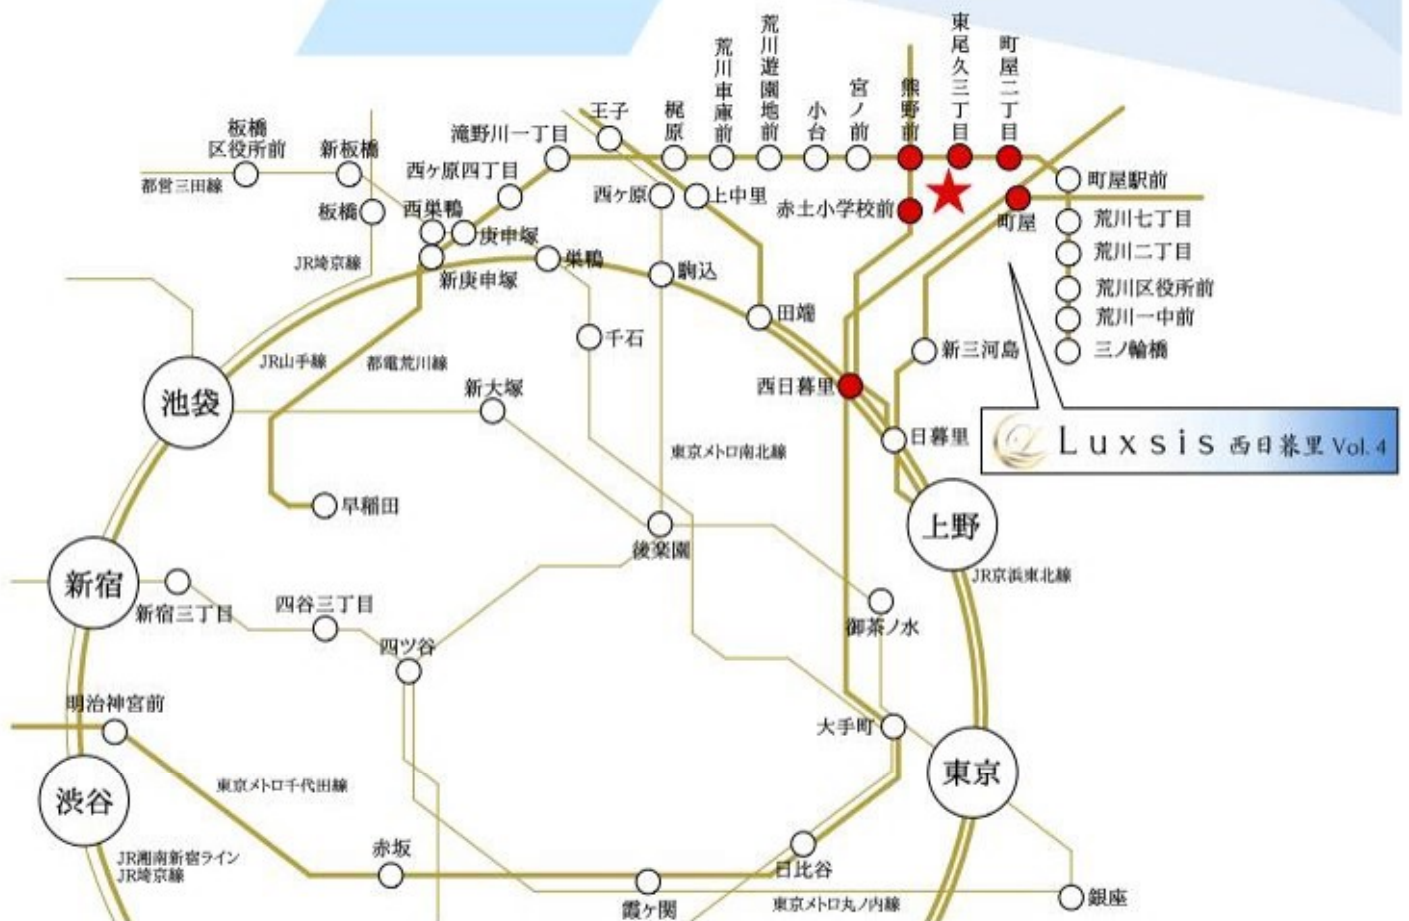 東尾久三丁目
町屋二丁目
荒川遊園地前
荒川車庫前
熊野前
宮ノ前
小台
梶原
王子
滝野川一丁目
板橋
区役所前
新板橋
都営三田線
西ヶ原四丁目
西ヶ原
上中里
赤土小学校前
町屋
町屋駅前
荒川七丁目
荒川二丁目
荒川区役所前
荒川一中前
三ノ輪橋
板橋
西巣鴨
庚申塚
JR埼京線
新庚申塚
巣鴨
駒込
田端
千石
新三河島
JR山手線
都電荒川線
西日暮里
新大塚
池袋
日暮里
Luxsis 西日暮里 Vol. 4
東京メトロ南北線
早稲田
後楽園
上野
JR京浜東北線
新宿
新宿三丁目
四谷三丁目
四ツ谷
御茶ノ水
明治神宮前
大手町
東京
渋谷
東京メトロ千代田線
JR湘南新宿ライン
JR埼京線
赤坂
日比谷
霞ヶ関
東京メトロ丸ノ内線
銀座